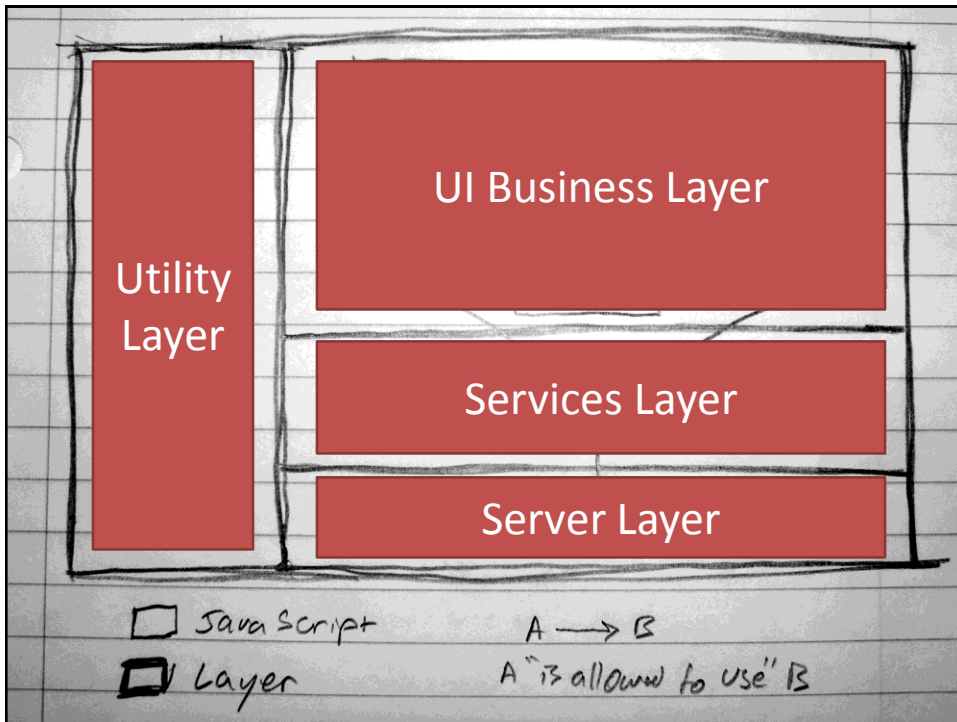 Utility
Layer
UI Business Layer
Services Layer
Server Layer
JavaScript
Layer
A → B
A "is allowed to use" B